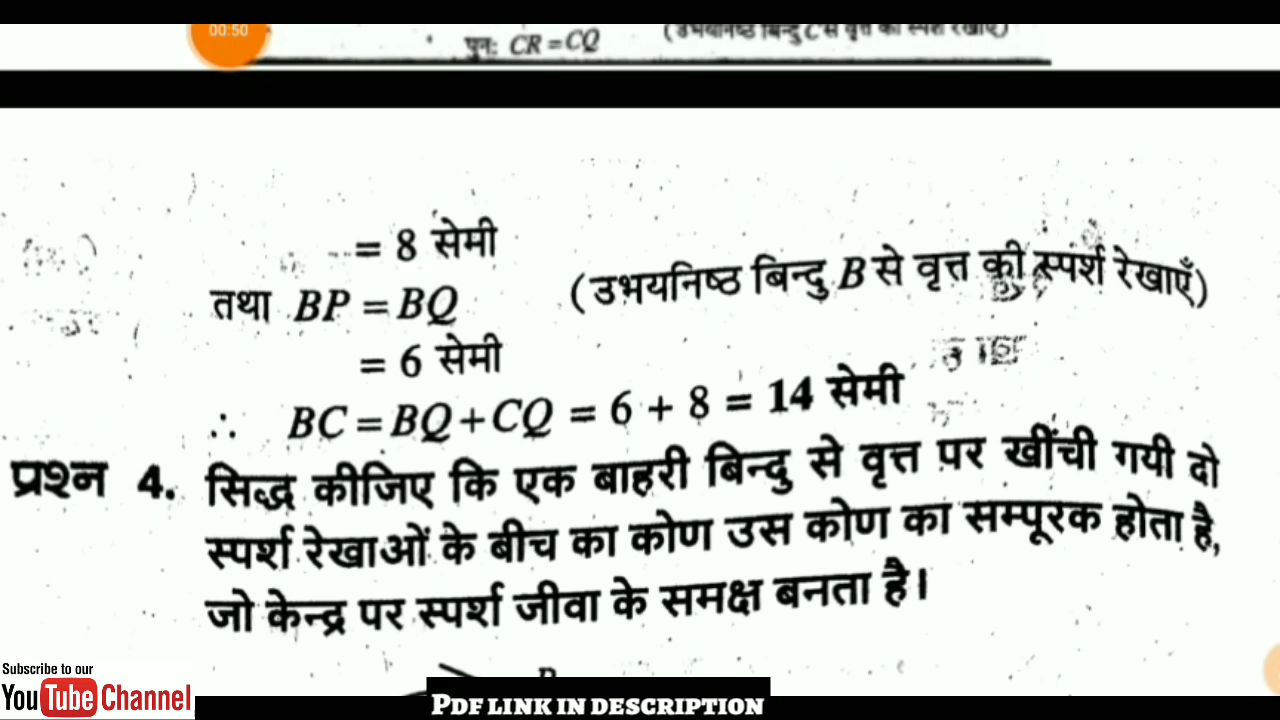 00:50
पुनः CR = CQ (उभयनिष्ठ बिन्दु C से वृत्त की स्पर्श रेखाएँ)
= 8 सेमी
तथा BP = BQ (उभयनिष्ठ बिन्दु B से वृत्त की स्पर्श रेखाएँ)
= 6 सेमी
∴ BC = BQ + CQ = 6 + 8 = 14 सेमी
प्रश्न 4. सिद्ध कीजिए कि एक बाहरी बिन्दु से वृत्त पर खींची गयी दो
स्पर्श रेखाओं के बीच का कोण उस कोण का सम्पूरक होता है,
जो केन्द्र पर स्पर्श जीवा के समक्ष बनता है।
Subscribe to our
YouTube Channel
PDF LINK IN DESCRIPTION